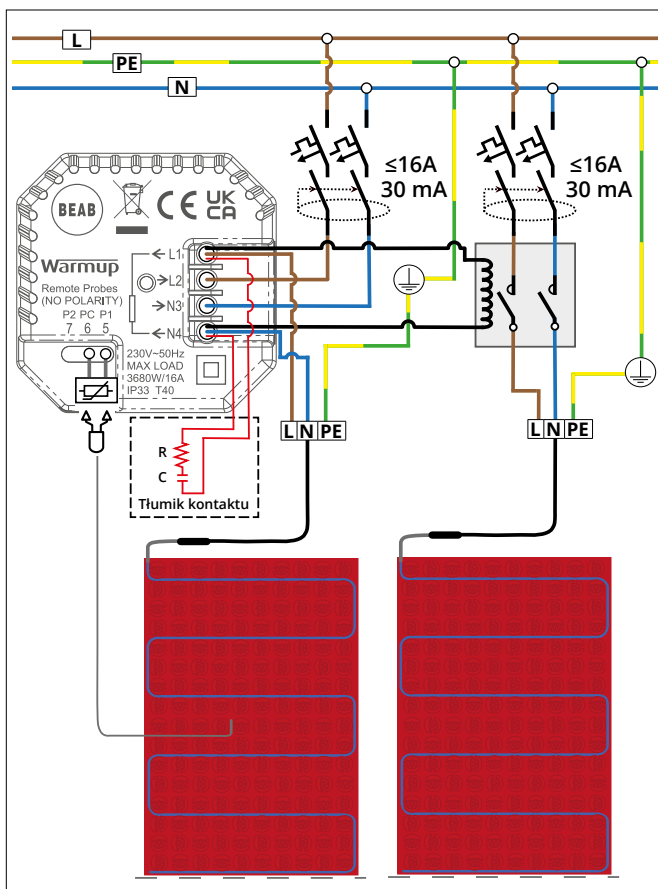 L
PE
N
≤16A
30 mA
≤16A
30 mA
BEAB
CE
UK
CA
Warmup
Remote Probes
(NO POLARITY)
P2 PC P1
7 6 5
L1
L2
N3
N4
230V~50Hz
MAX LOAD
3680W/16A
IP33 T40
R
C
Tłumik kontaktu
L N PE
L N PE